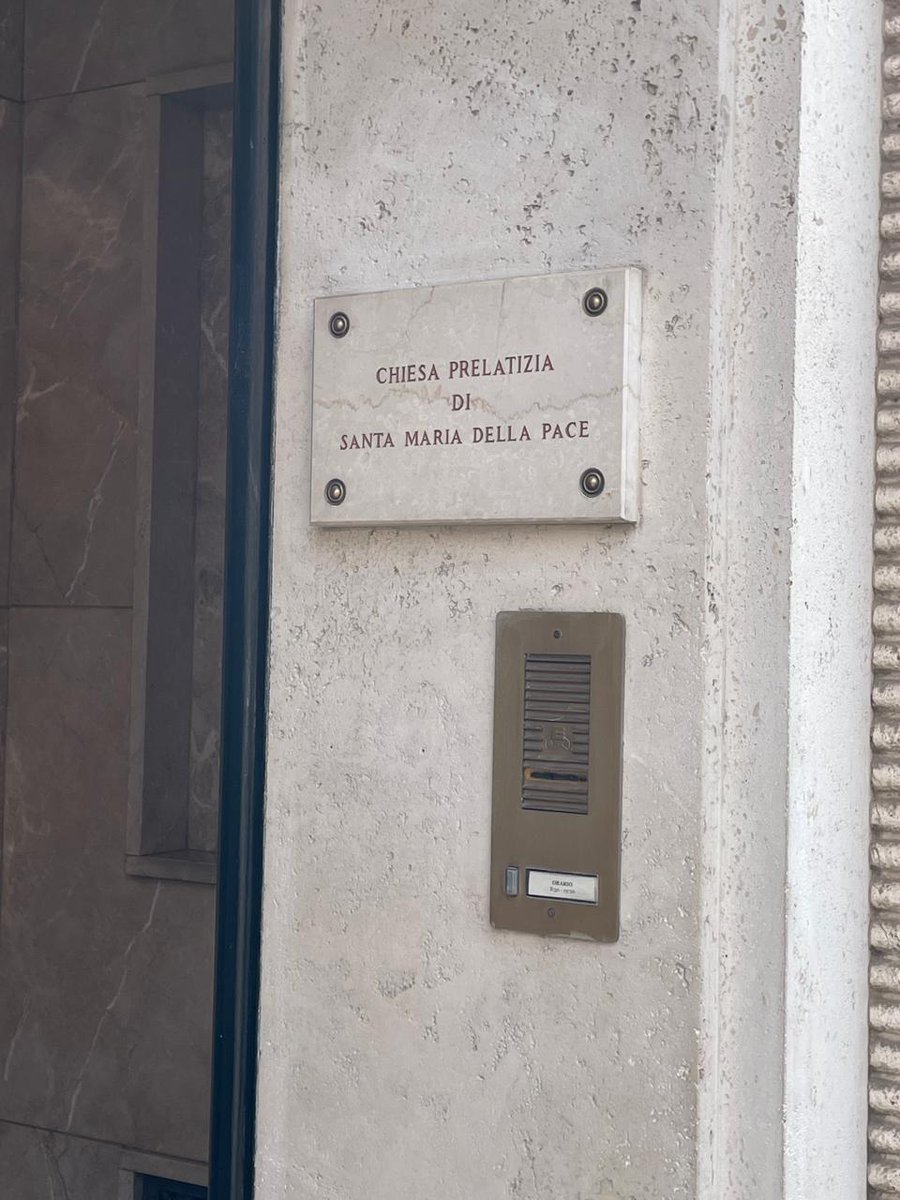 CHIESA PRELATIZIA
DI
SANTA MARIA DELLA PACE
ORARIO